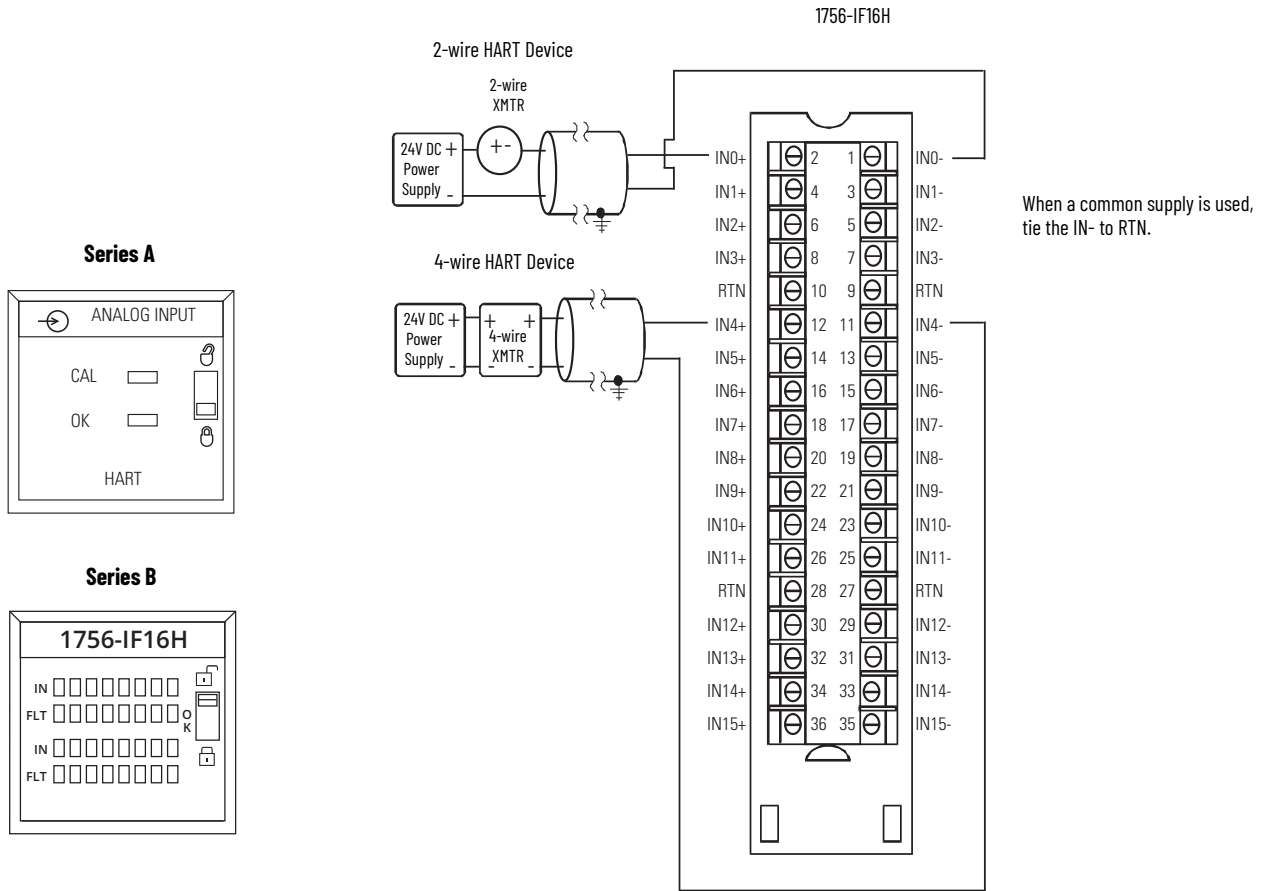 1756-IF16H
2-wire HART Device
2-wire
XMTR
24V DC +
Power
Supply -
+ -
4-wire HART Device
24V DC +
Power
Supply -
+ +
4-wire
XMTR
- -
Series A
ANALOG INPUT
CAL
OK
HART
Series B
1756-IF16H
IN
FLT
OK
IN
FLT
IN0+ 2 1 IN0-
IN1+ 4 3 IN1-
IN2+ 6 5 IN2-
IN3+ 8 7 IN3-
RTN 10 9 RTN
IN4+ 12 11 IN4-
IN5+ 14 13 IN5-
IN6+ 16 15 IN6-
IN7+ 18 17 IN7-
IN8+ 20 19 IN8-
IN9+ 22 21 IN9-
IN10+ 24 23 IN10-
IN11+ 26 25 IN11-
RTN 28 27 RTN
IN12+ 30 29 IN12-
IN13+ 32 31 IN13-
IN14+ 34 33 IN14-
IN15+ 36 35 IN15-
When a common supply is used,
tie the IN- to RTN.